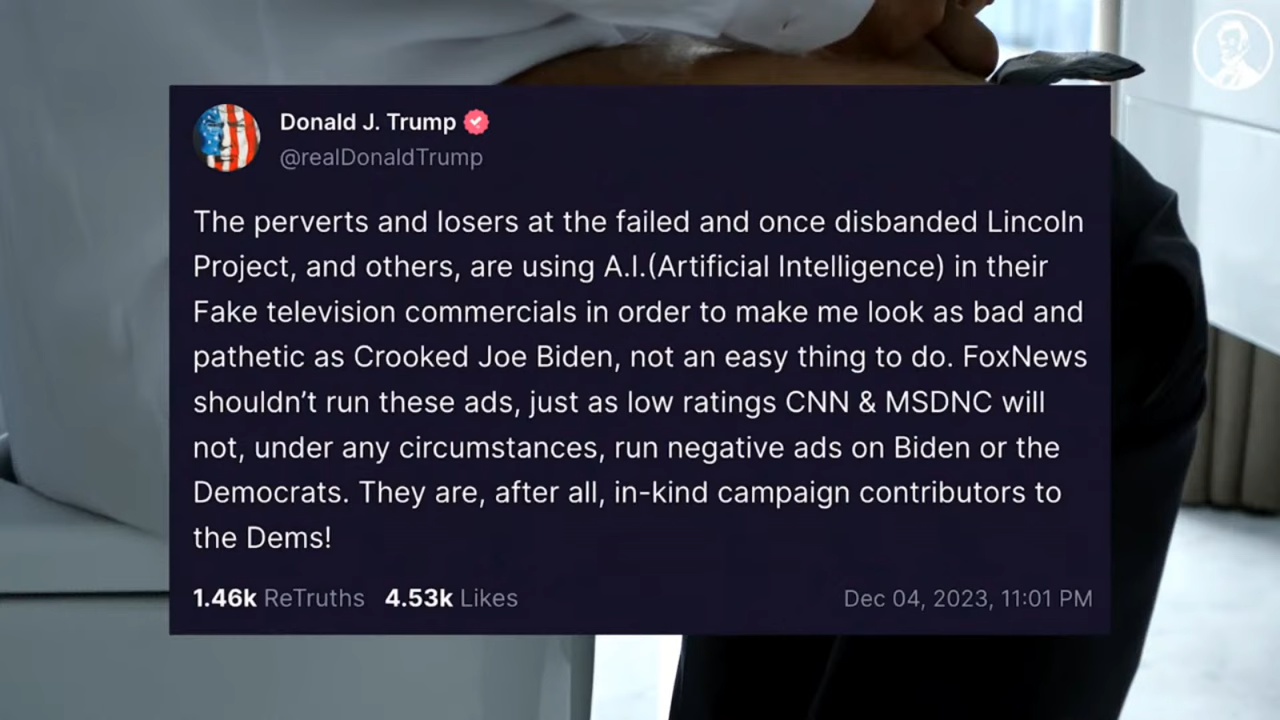 Donald J. Trump
@realDonaldTrump
The perverts and losers at the failed and once disbanded Lincoln
Project, and others, are using A.I.(Artificial Intelligence) in their
Fake television commercials in order to make me look as bad and
pathetic as Crooked Joe Biden, not an easy thing to do. FoxNews
shouldn’t run these ads, just as low ratings CNN & MSDNC will
not, under any circumstances, run negative ads on Biden or the
Democrats. They are, after all, in-kind campaign contributors to
the Dems!
1.46k ReTruths 4.53k Likes Dec 04, 2023, 11:01 PM